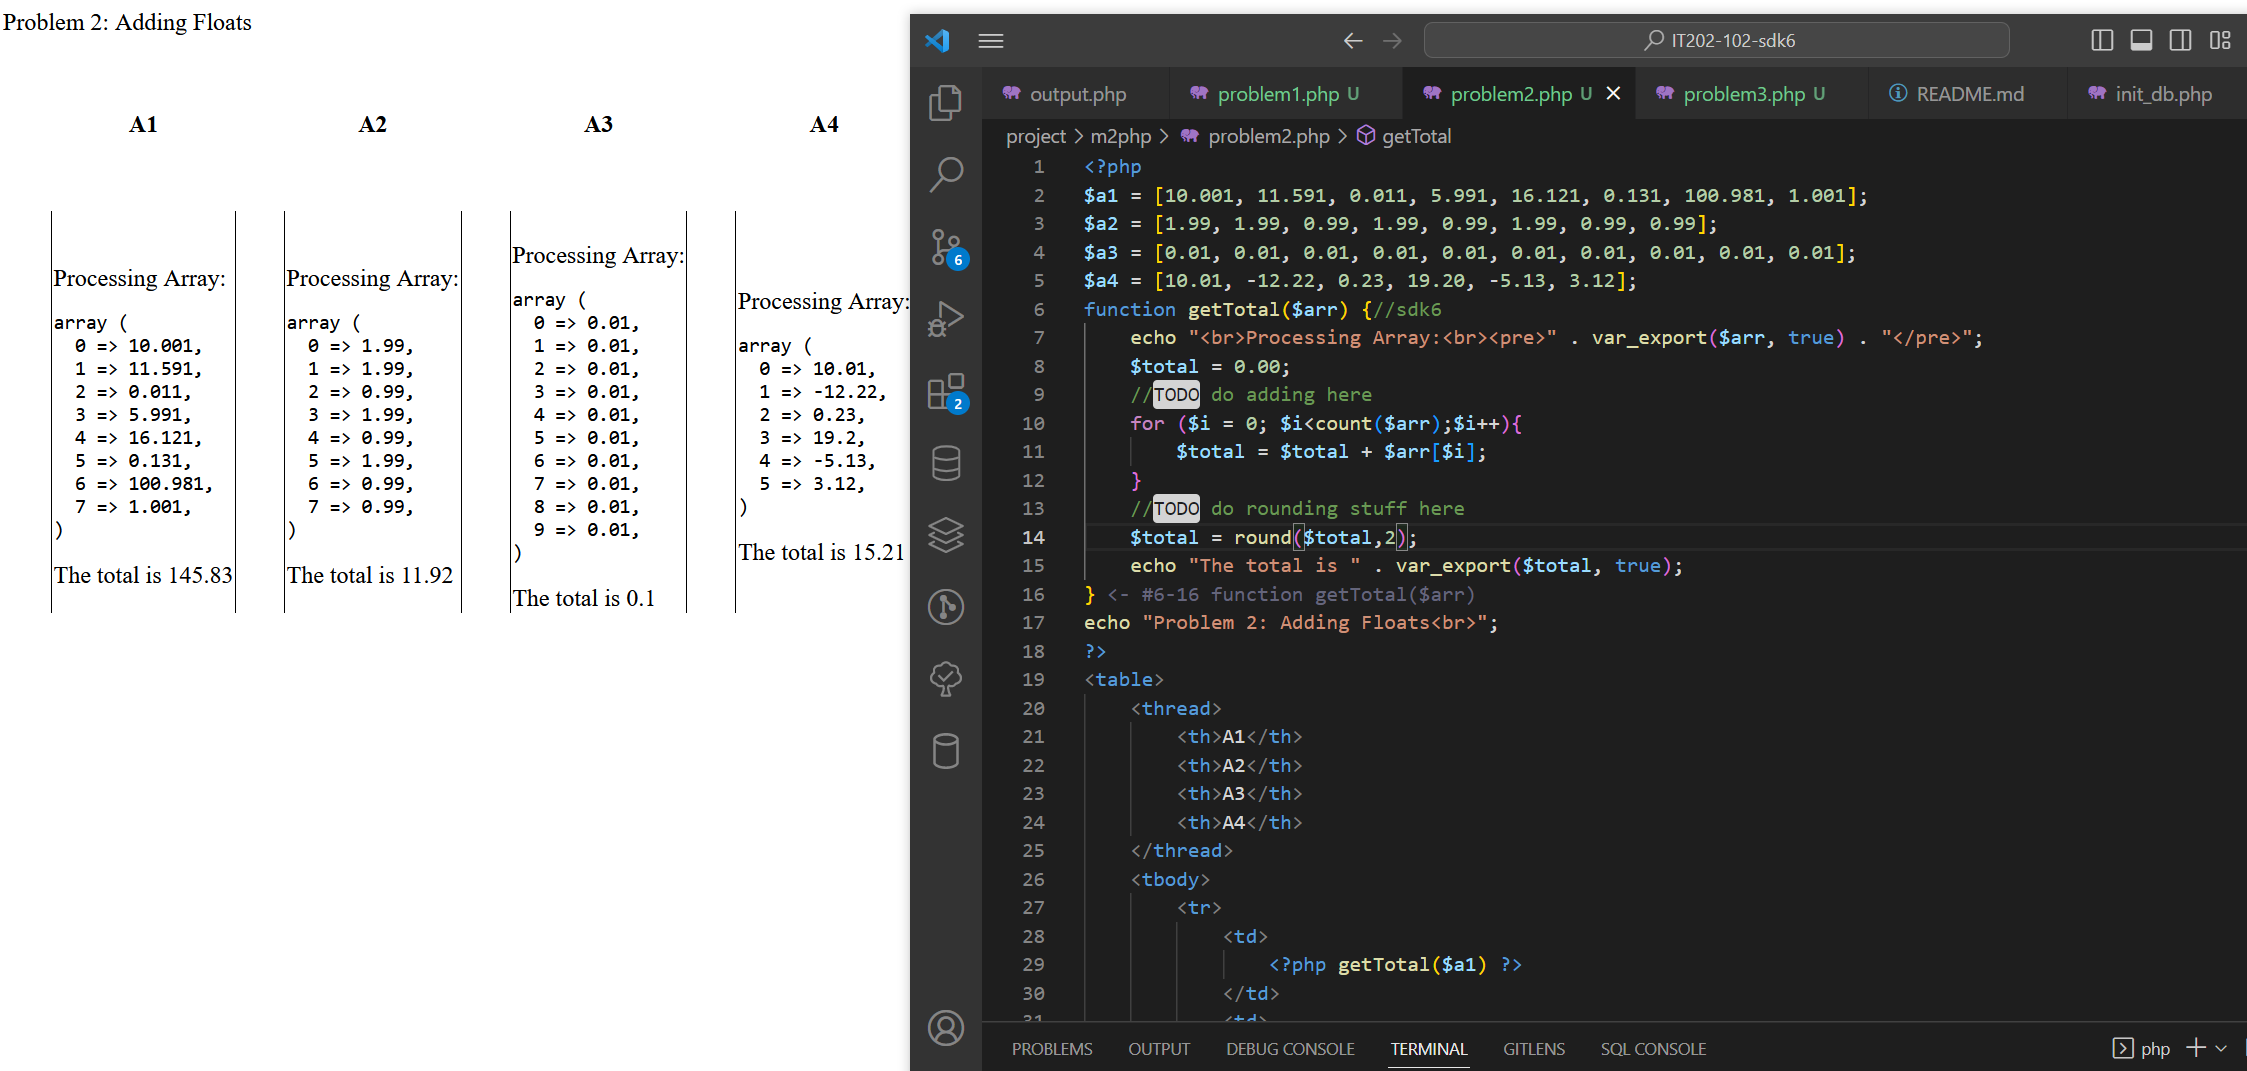 Problem 2: Adding Floats
A1 A2 A3 A4
Processing Array:
array (
  0 => 10.001,
  1 => 11.591,
  2 => 0.011,
  3 => 5.991,
  4 => 16.121,
  5 => 0.131,
  6 => 100.981,
  7 => 1.001,
)
The total is 145.83
Processing Array:
array (
  0 => 1.99,
  1 => 1.99,
  2 => 0.99,
  3 => 1.99,
  4 => 0.99,
  5 => 1.99,
  6 => 0.99,
  7 => 0.99,
)
The total is 11.92
Processing Array:
array (
  0 => 0.01,
  1 => 0.01,
  2 => 0.01,
  3 => 0.01,
  4 => 0.01,
  5 => 0.01,
  6 => 0.01,
  7 => 0.01,
  8 => 0.01,
  9 => 0.01,
)
The total is 0.1
Processing Array:
array (
  0 => 10.01,
  1 => -12.22,
  2 => 0.23,
  3 => 19.2,
  4 => -5.13,
  5 => 3.12,
)
The total is 15.21
IT202-102-sdk6
output.php problem1.php U problem2.php U problem3.php U README.md init_db.php
project > m2php > problem2.php > getTotal
6
2
1 <?php
2 $a1 = [10.001, 11.591, 0.011, 5.991, 16.121, 0.131, 100.981, 1.001];
3 $a2 = [1.99, 1.99, 0.99, 1.99, 0.99, 1.99, 0.99, 0.99];
4 $a3 = [0.01, 0.01, 0.01, 0.01, 0.01, 0.01, 0.01, 0.01, 0.01, 0.01];
5 $a4 = [10.01, -12.22, 0.23, 19.20, -5.13, 3.12];
6 function getTotal($arr) {//sdk6
7     echo "<br>Processing Array:<br><pre>" . var_export($arr, true) . "</pre>";
8     $total = 0.00;
9     //TODO do adding here
10     for ($i = 0; $i<count($arr);$i++){
11         $total = $total + $arr[$i];
12     }
13     //TODO do rounding stuff here
14     $total = round($total,2);
15     echo "The total is " . var_export($total, true);
16 } <- #6-16 function getTotal($arr)
17 echo "Problem 2: Adding Floats<br>";
18 ?>
19 <table>
20     <thread>
21         <th>A1</th>
22         <th>A2</th>
23         <th>A3</th>
24         <th>A4</th>
25     </thread>
26     <tbody>
27         <tr>
28             <td>
29                 <?php getTotal($a1) ?>
30             </td>
31             <td>
PROBLEMS OUTPUT DEBUG CONSOLE TERMINAL GITLENS SQL CONSOLE php